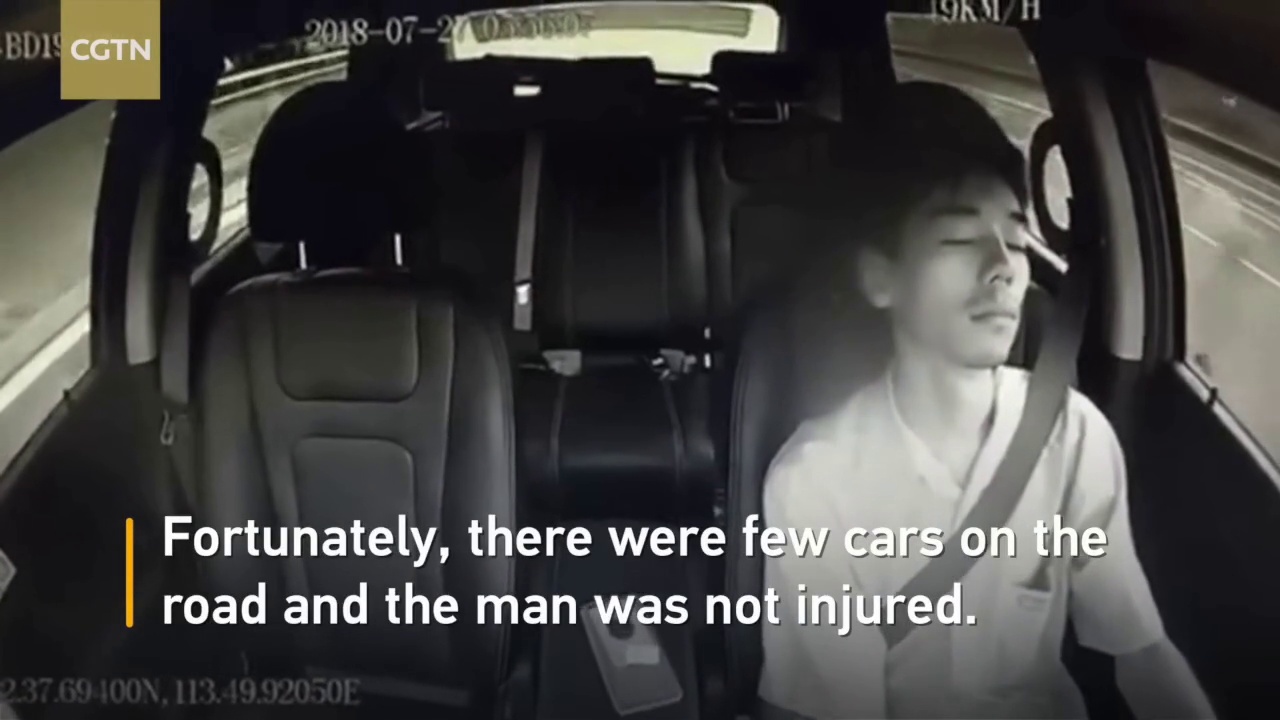 CGTN
2018-07-27
19KM/H
Fortunately, there were few cars on the
road and the man was not injured.
2.37.69400N, 113.49.92050E